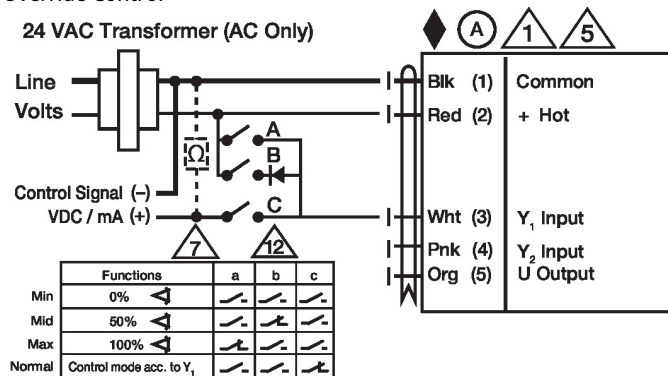 24 VAC Transformer (AC Only)
Line
Volts
Control Signal (–)
VDC / mA (+)
Ω
A
B
C
7
12
A
1
5
Blk (1) Common
Red (2) + Hot
Wht (3) Y1 Input
Pnk (4) Y2 Input
Org (5) U Output
Functions a b c
Min 0%
Mid 50%
Max 100%
Normal Control mode acc. to Y1